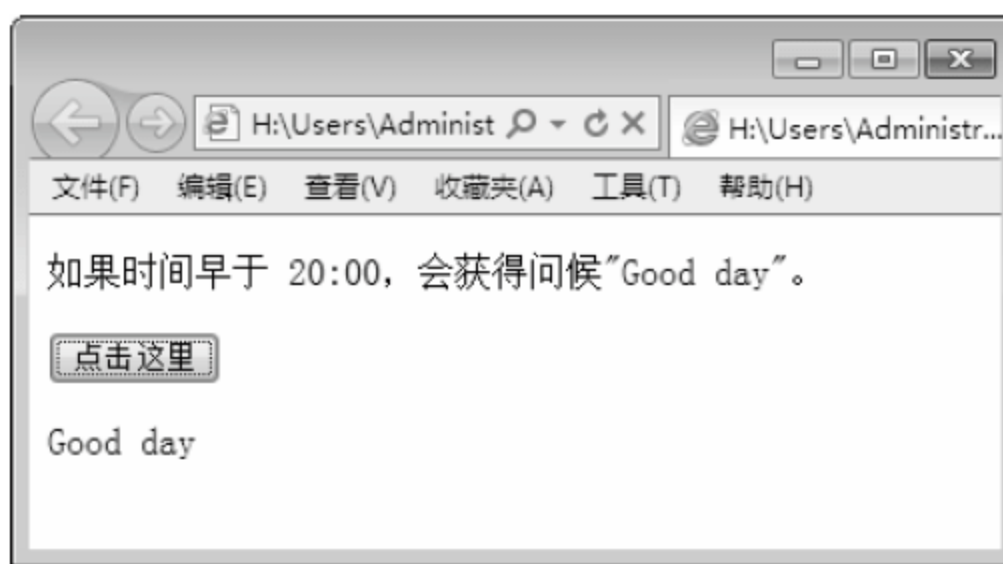 H:\Users\Administ
H:\Users\Administr...
文件(F) 编辑(E) 查看(V) 收藏夹(A) 工具(T) 帮助(H)
如果时间早于 20:00，会获得问候"Good day"。
点击这里
Good day